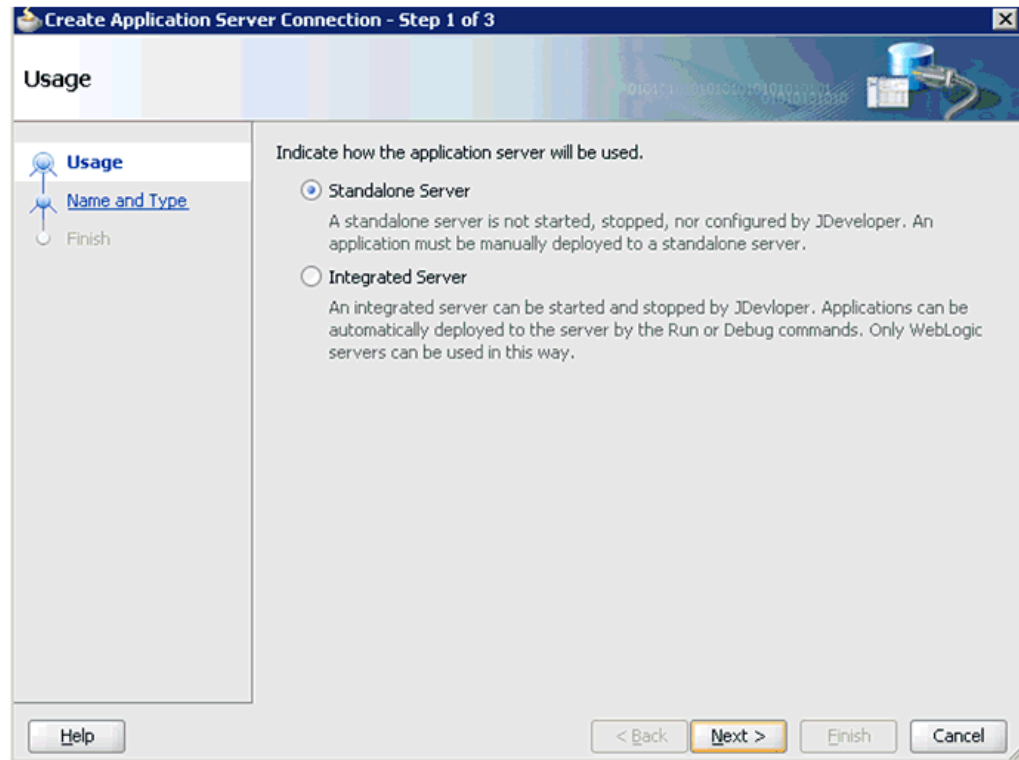 Create Application Server Connection - Step 1 of 3
Usage
Usage
Name and Type
Finish
Indicate how the application server will be used.
Standalone Server
A standalone server is not started, stopped, nor configured by JDeveloper. An
application must be manually deployed to a standalone server.
Integrated Server
An integrated server can be started and stopped by JDevloper. Applications can be
automatically deployed to the server by the Run or Debug commands. Only WebLogic
servers can be used in this way.
Help
< Back
Next >
Finish
Cancel